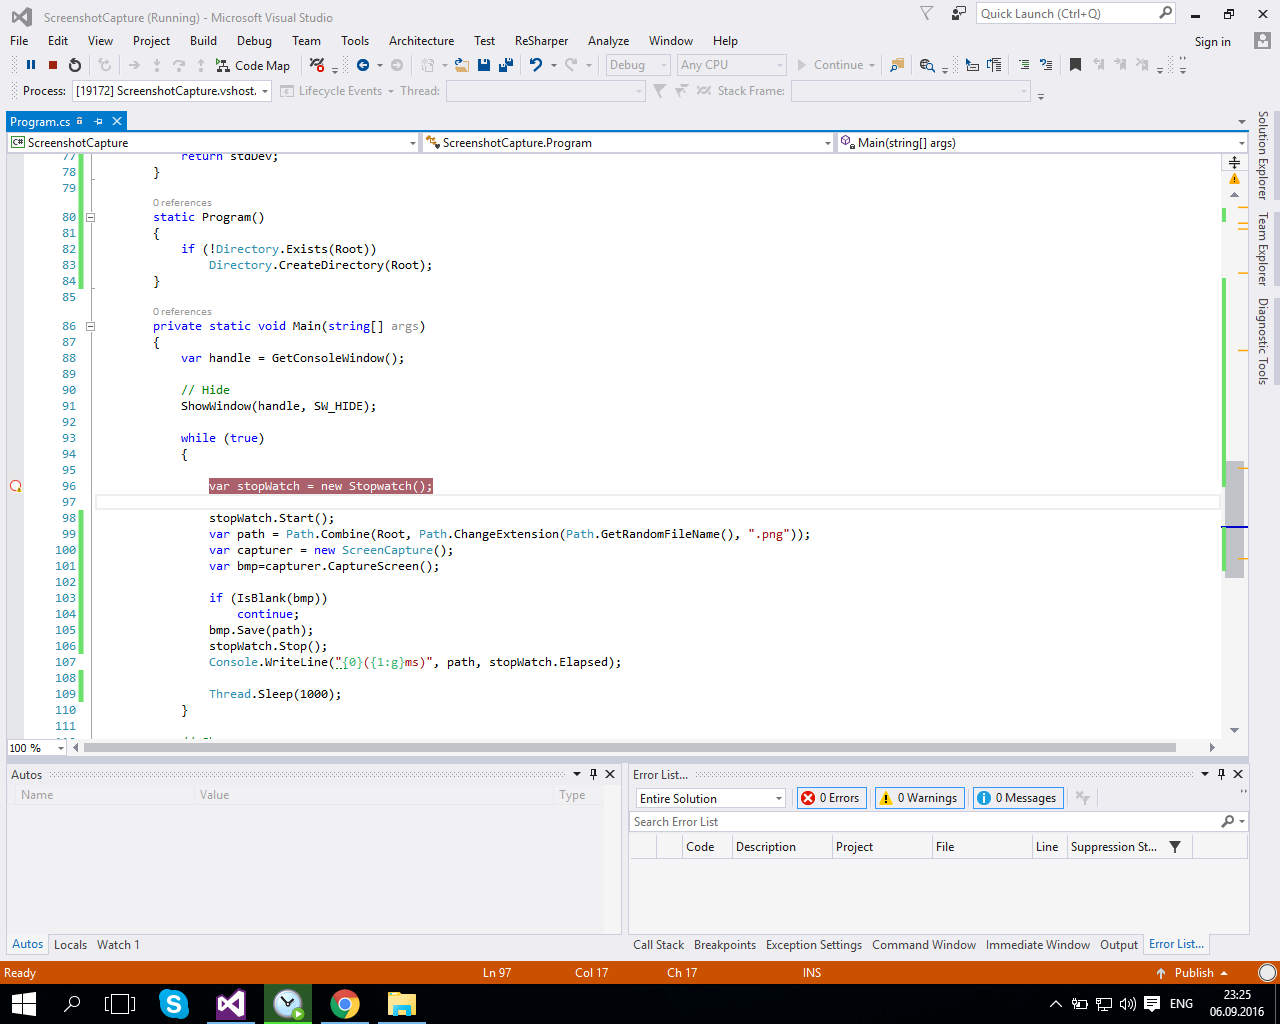 ScreenshotCapture (Running) - Microsoft Visual Studio
Quick Launch (Ctrl+Q)
File Edit View Project Build Debug Team Tools Architecture Test ReSharper Analyze Window Help
Sign in
Code Map
Debug
Any CPU
Continue
Process: [19172] ScreenshotCapture.vshost.
Lifecycle Events
Thread:
Stack Frame:
Program.cs
C# ScreenshotCapture
ScreenshotCapture.Program
Main(string[] args)
77 return stdDev;
78 }
79
0 references
80 static Program()
81 {
82 if (!Directory.Exists(Root))
83 Directory.CreateDirectory(Root);
84 }
85
0 references
86 private static void Main(string[] args)
87 {
88 var handle = GetConsoleWindow();
89
90 // Hide
91 ShowWindow(handle, SW_HIDE);
92
93 while (true)
94 {
95
96 var stopWatch = new Stopwatch();
97
98 stopWatch.Start();
99 var path = Path.Combine(Root, Path.ChangeExtension(Path.GetRandomFileName(), ".png"));
100 var capturer = new ScreenCapture();
101 var bmp=capturer.CaptureScreen();
102
103 if (IsBlank(bmp))
104 continue;
105 bmp.Save(path);
106 stopWatch.Stop();
107 Console.WriteLine("{0}({1:g}ms)", path, stopWatch.Elapsed);
108
109 Thread.Sleep(1000);
110 }
111
Solution Explorer
Team Explorer
Diagnostic Tools
100 %
Autos
Name Value Type
Autos Locals Watch 1
Error List...
Entire Solution
0 Errors
0 Warnings
0 Messages
Search Error List
Code Description Project File Line Suppression St...
Call Stack Breakpoints Exception Settings Command Window Immediate Window Output Error List...
Ready
Ln 97
Col 17
Ch 17
INS
Publish
ENG
23:25
06.09.2016